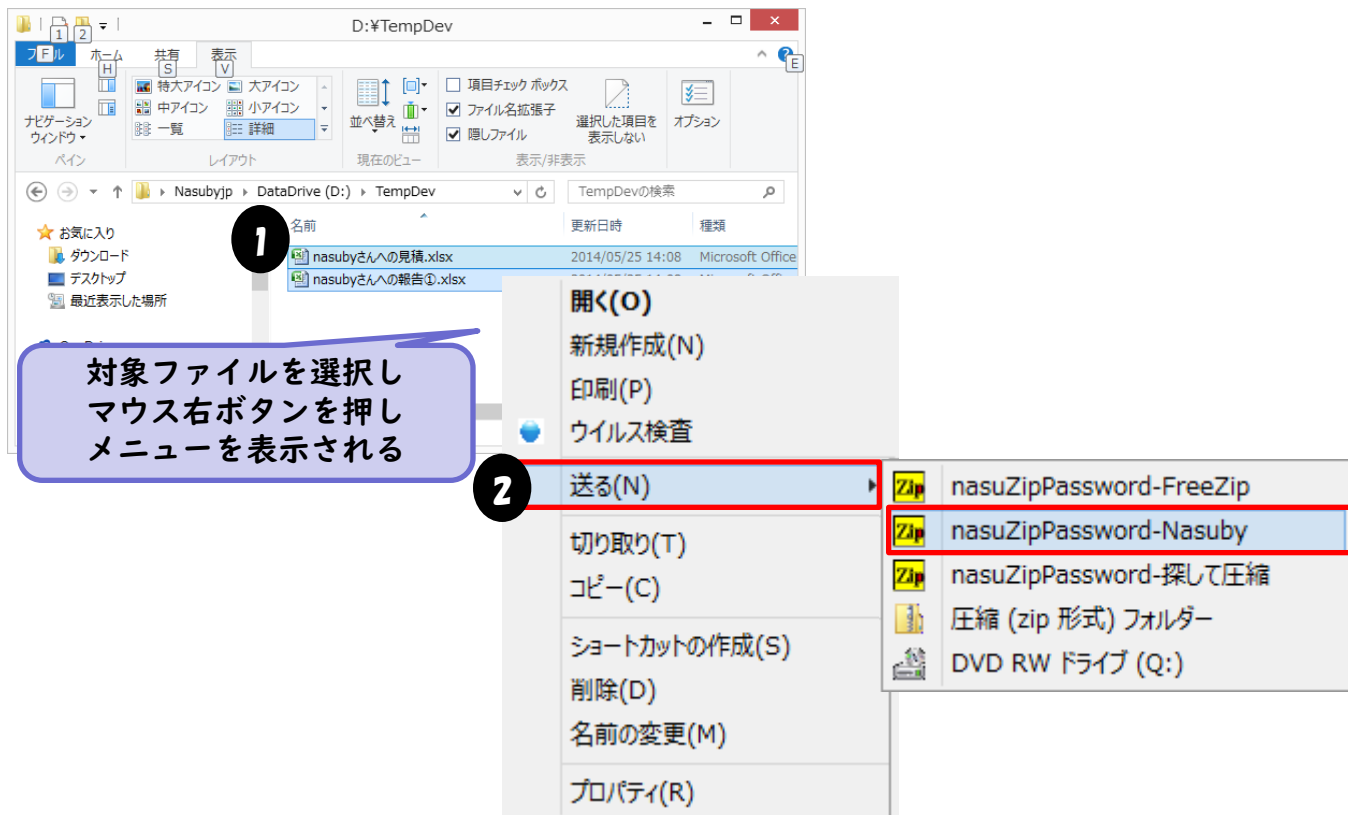 1 2
D:¥TempDev
F ル ホーム 共有 表示
H S V E
特大アイコン 大アイコン
中アイコン 小アイコン
一覧 詳細
ナビゲーション
ウィンドウ
並べ替え
項目チェック ボックス
ファイル名拡張子
隠しファイル
選択した項目を
表示しない
オプション
ペイン レイアウト 現在のビュー 表示/非表示
Nasubyjp DataDrive (D:) TempDev
TempDevの検索
お気に入り
ダウンロード
デスクトップ
最近表示した場所
1
名前 更新日時 種類
nasubyさんへの見積.xlsx 2014/05/25 14:08 Microsoft Office
nasubyさんへの報告①.xlsx
対象ファイルを選択し
マウス右ボタンを押し
メニューを表示される
開く(O)
新規作成(N)
印刷(P)
ウイルス検査
2
送る(N)
切り取り(T)
コピー(C)
ショートカットの作成(S)
削除(D)
名前の変更(M)
プロパティ(R)
nasuZipPassword-FreeZip
nasuZipPassword-Nasuby
nasuZipPassword-探して圧縮
圧縮 (zip 形式) フォルダー
DVD RW ドライブ (Q:)
Zip
Zip
Zip